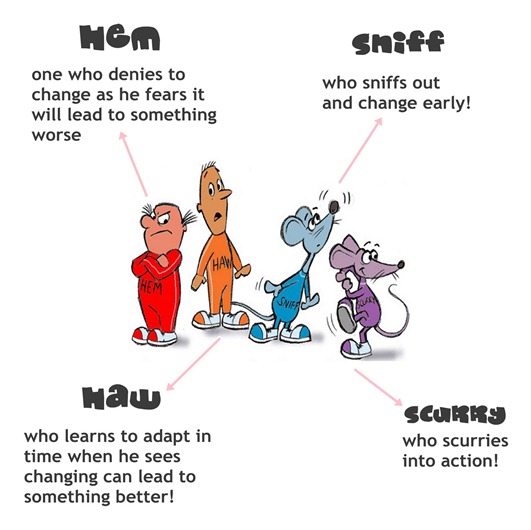 Hem
one who denies to
change as he fears it
will lead to something
worse
Sniff
who sniffs out
and change early!
HEM
HAW
SNIFF
Haw
who learns to adapt in
time when he sees
changing can lead to
something better!
Scurry
who scurries
into action!